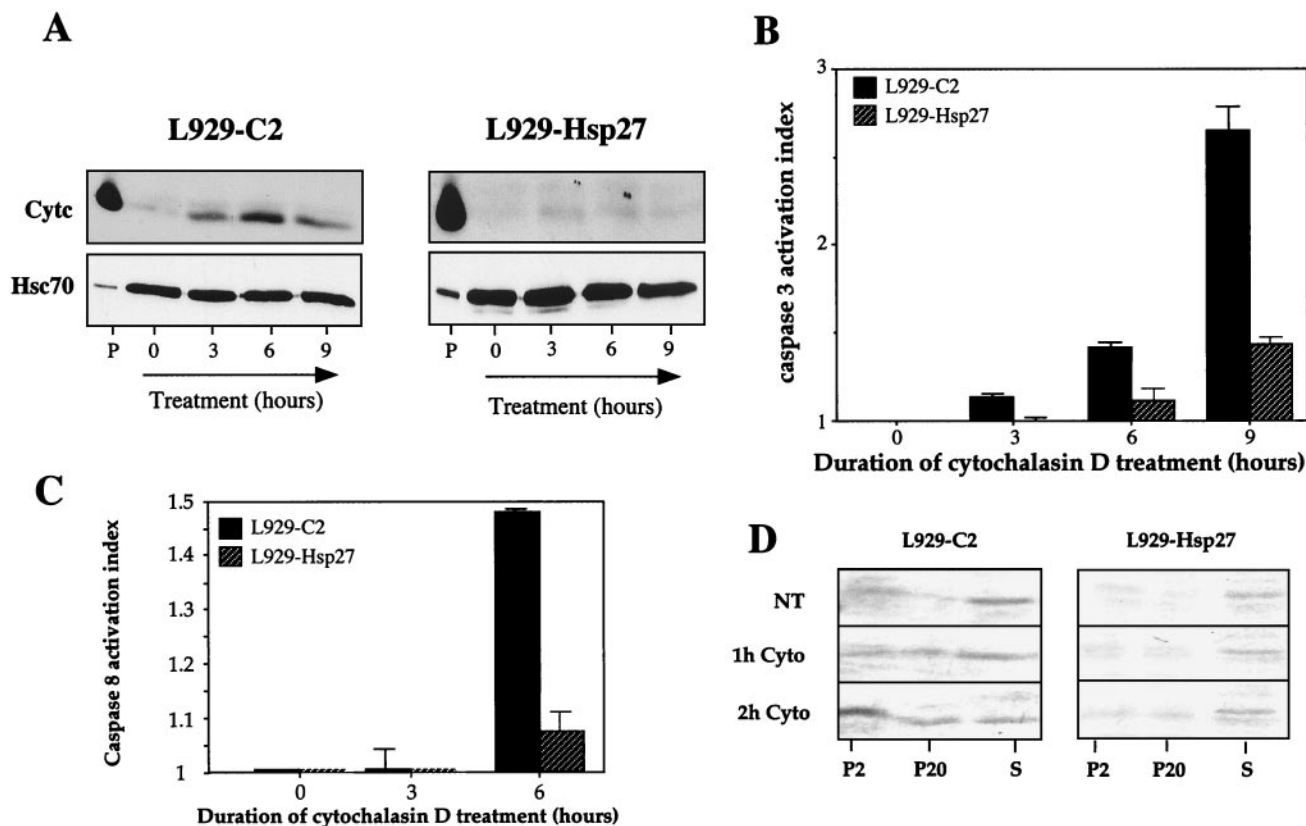 A
L929-C2
L929-Hsp27
Cytc
Hsc70
P 0 3 6 9
P 0 3 6 9
Treatment (hours)
Treatment (hours)
B
3
2
1
caspase 3 activation index
L929-C2
L929-Hsp27
0 3 6 9
Duration of cytochalasin D treatment (hours)
C
1.5
1.4
1.3
1.2
1.1
1
Caspase 8 activation index
L929-C2
L929-Hsp27
0 3 6
Duration of cytochalasin D treatment (hours)
D
L929-C2
L929-Hsp27
NT
1h Cyto
2h Cyto
P2 P20 S
P2 P20 S